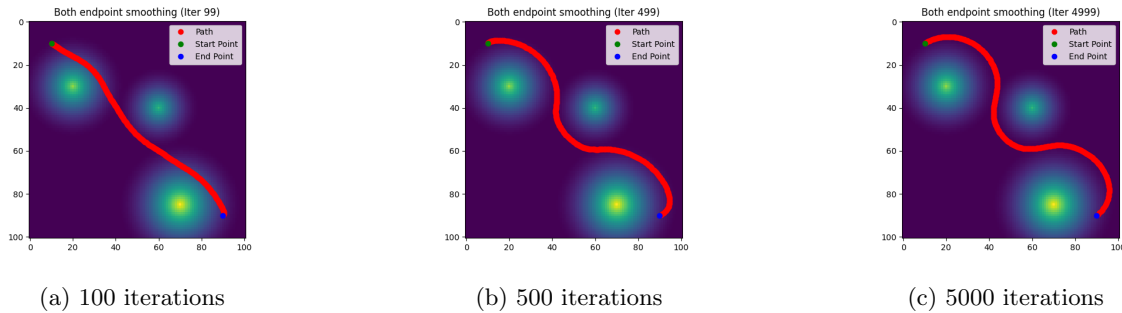 Both endpoint smoothing (Iter 99)
Path
Start Point
End Point
0
20
40
60
80
100
0 20 40 60 80 100
(a) 100 iterations
Both endpoint smoothing (Iter 499)
Path
Start Point
End Point
0
20
40
60
80
100
0 20 40 60 80 100
(b) 500 iterations
Both endpoint smoothing (Iter 4999)
Path
Start Point
End Point
0
20
40
60
80
100
0 20 40 60 80 100
(c) 5000 iterations